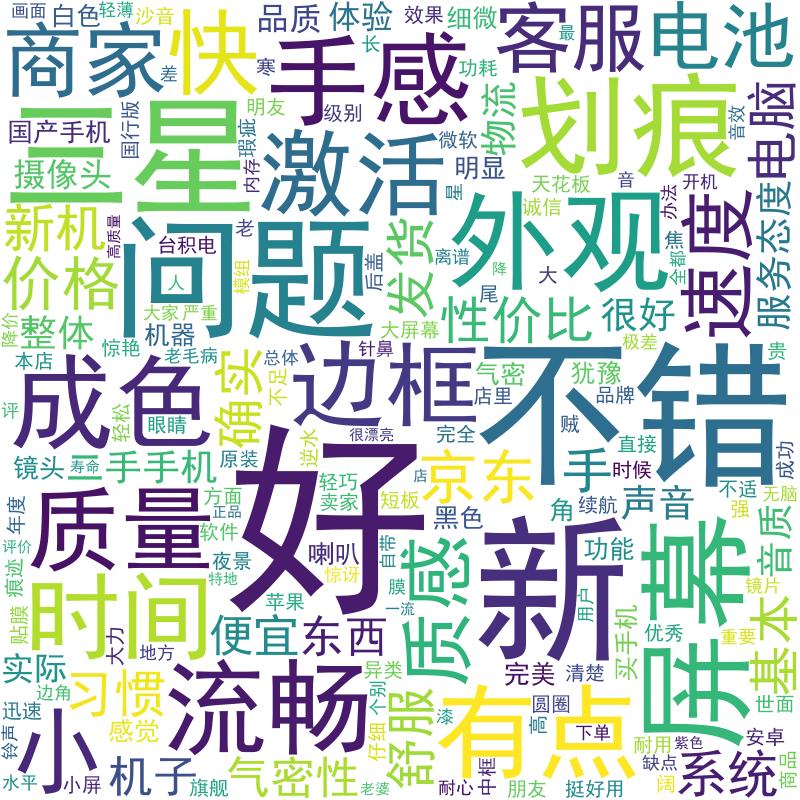 画面
白色
轻薄
沙音
品质
体验
效果
细微
客服
电池
商家
快
手感
长
最
差
寒
功耗
三星
国产手机
国行版
明友
瑕疵
级别
物流
划痕
音效
电脑
摄像头
内存
激活
微软
明显
星
天花板
音
开机
诚信
办法
新机
高质量
台积电
老
问题
后盖
发货
离谱
外观
焦
全都
速度
服务态度
价格
人
模组
尾
降
大
降价
整体
大家
严重
机器
大屏幕
性价比
很好
极差
贵
本店
惊艳
老毛病
总体
针鼻
成色
确实
不足
边框
气密
犹豫
不错
店里
品牌
评
轻松
眼睛
很漂亮
完全
贼
直接
成功
镜头
寿命
二手手机
原装
逆水
好
店
京东
二手
时候
不适
无脑
年度
质量
方面
正品
轻巧
卖家
短板
黑色
角
续航
声音
强
音质
评价
软件
夜景
喇叭
自带
质感
新
功能
屏幕
痕迹
特地
惊讶
膜
镜片
贴膜
时间
苹果
一流
用户
优秀
重要
基本
大力
地方
便宜
东西
买手机
实际
边角
习惯
流畅
异类
个别
完美
清楚
世面
迅速
感觉
舒服
漆
有点
高
圆圈
下单
耐用
紫色
安卓
铃声
小
仔细
缺点
系统
商品
水平
小屏
机子
旗舰
气密性
老婆
耐心
中框
朋友
挺好用
阔